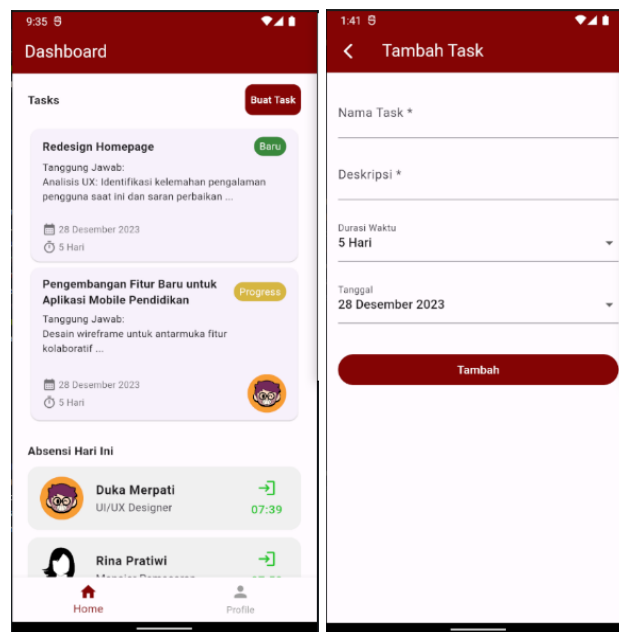 9:35
Dashboard
Tasks
Buat Task
Redesign Homepage
Baru
Tanggung Jawab:
Analisis UX: Identifikasi kelemahan pengalaman
pengguna saat ini dan saran perbaikan ...
28 Desember 2023
5 Hari
Pengembangan Fitur Baru untuk
Aplikasi Mobile Pendidikan
Progress
Tanggung Jawab:
Desain wireframe untuk antarmuka fitur
kolaboratif ...
28 Desember 2023
5 Hari
Absensi Hari Ini
Duka Merpati
UI/UX Designer
07:39
Rina Pratiwi
Home
Profile
1:41
Tambah Task
Nama Task *
Deskripsi *
Durasi Waktu
5 Hari
Tanggal
28 Desember 2023
Tambah